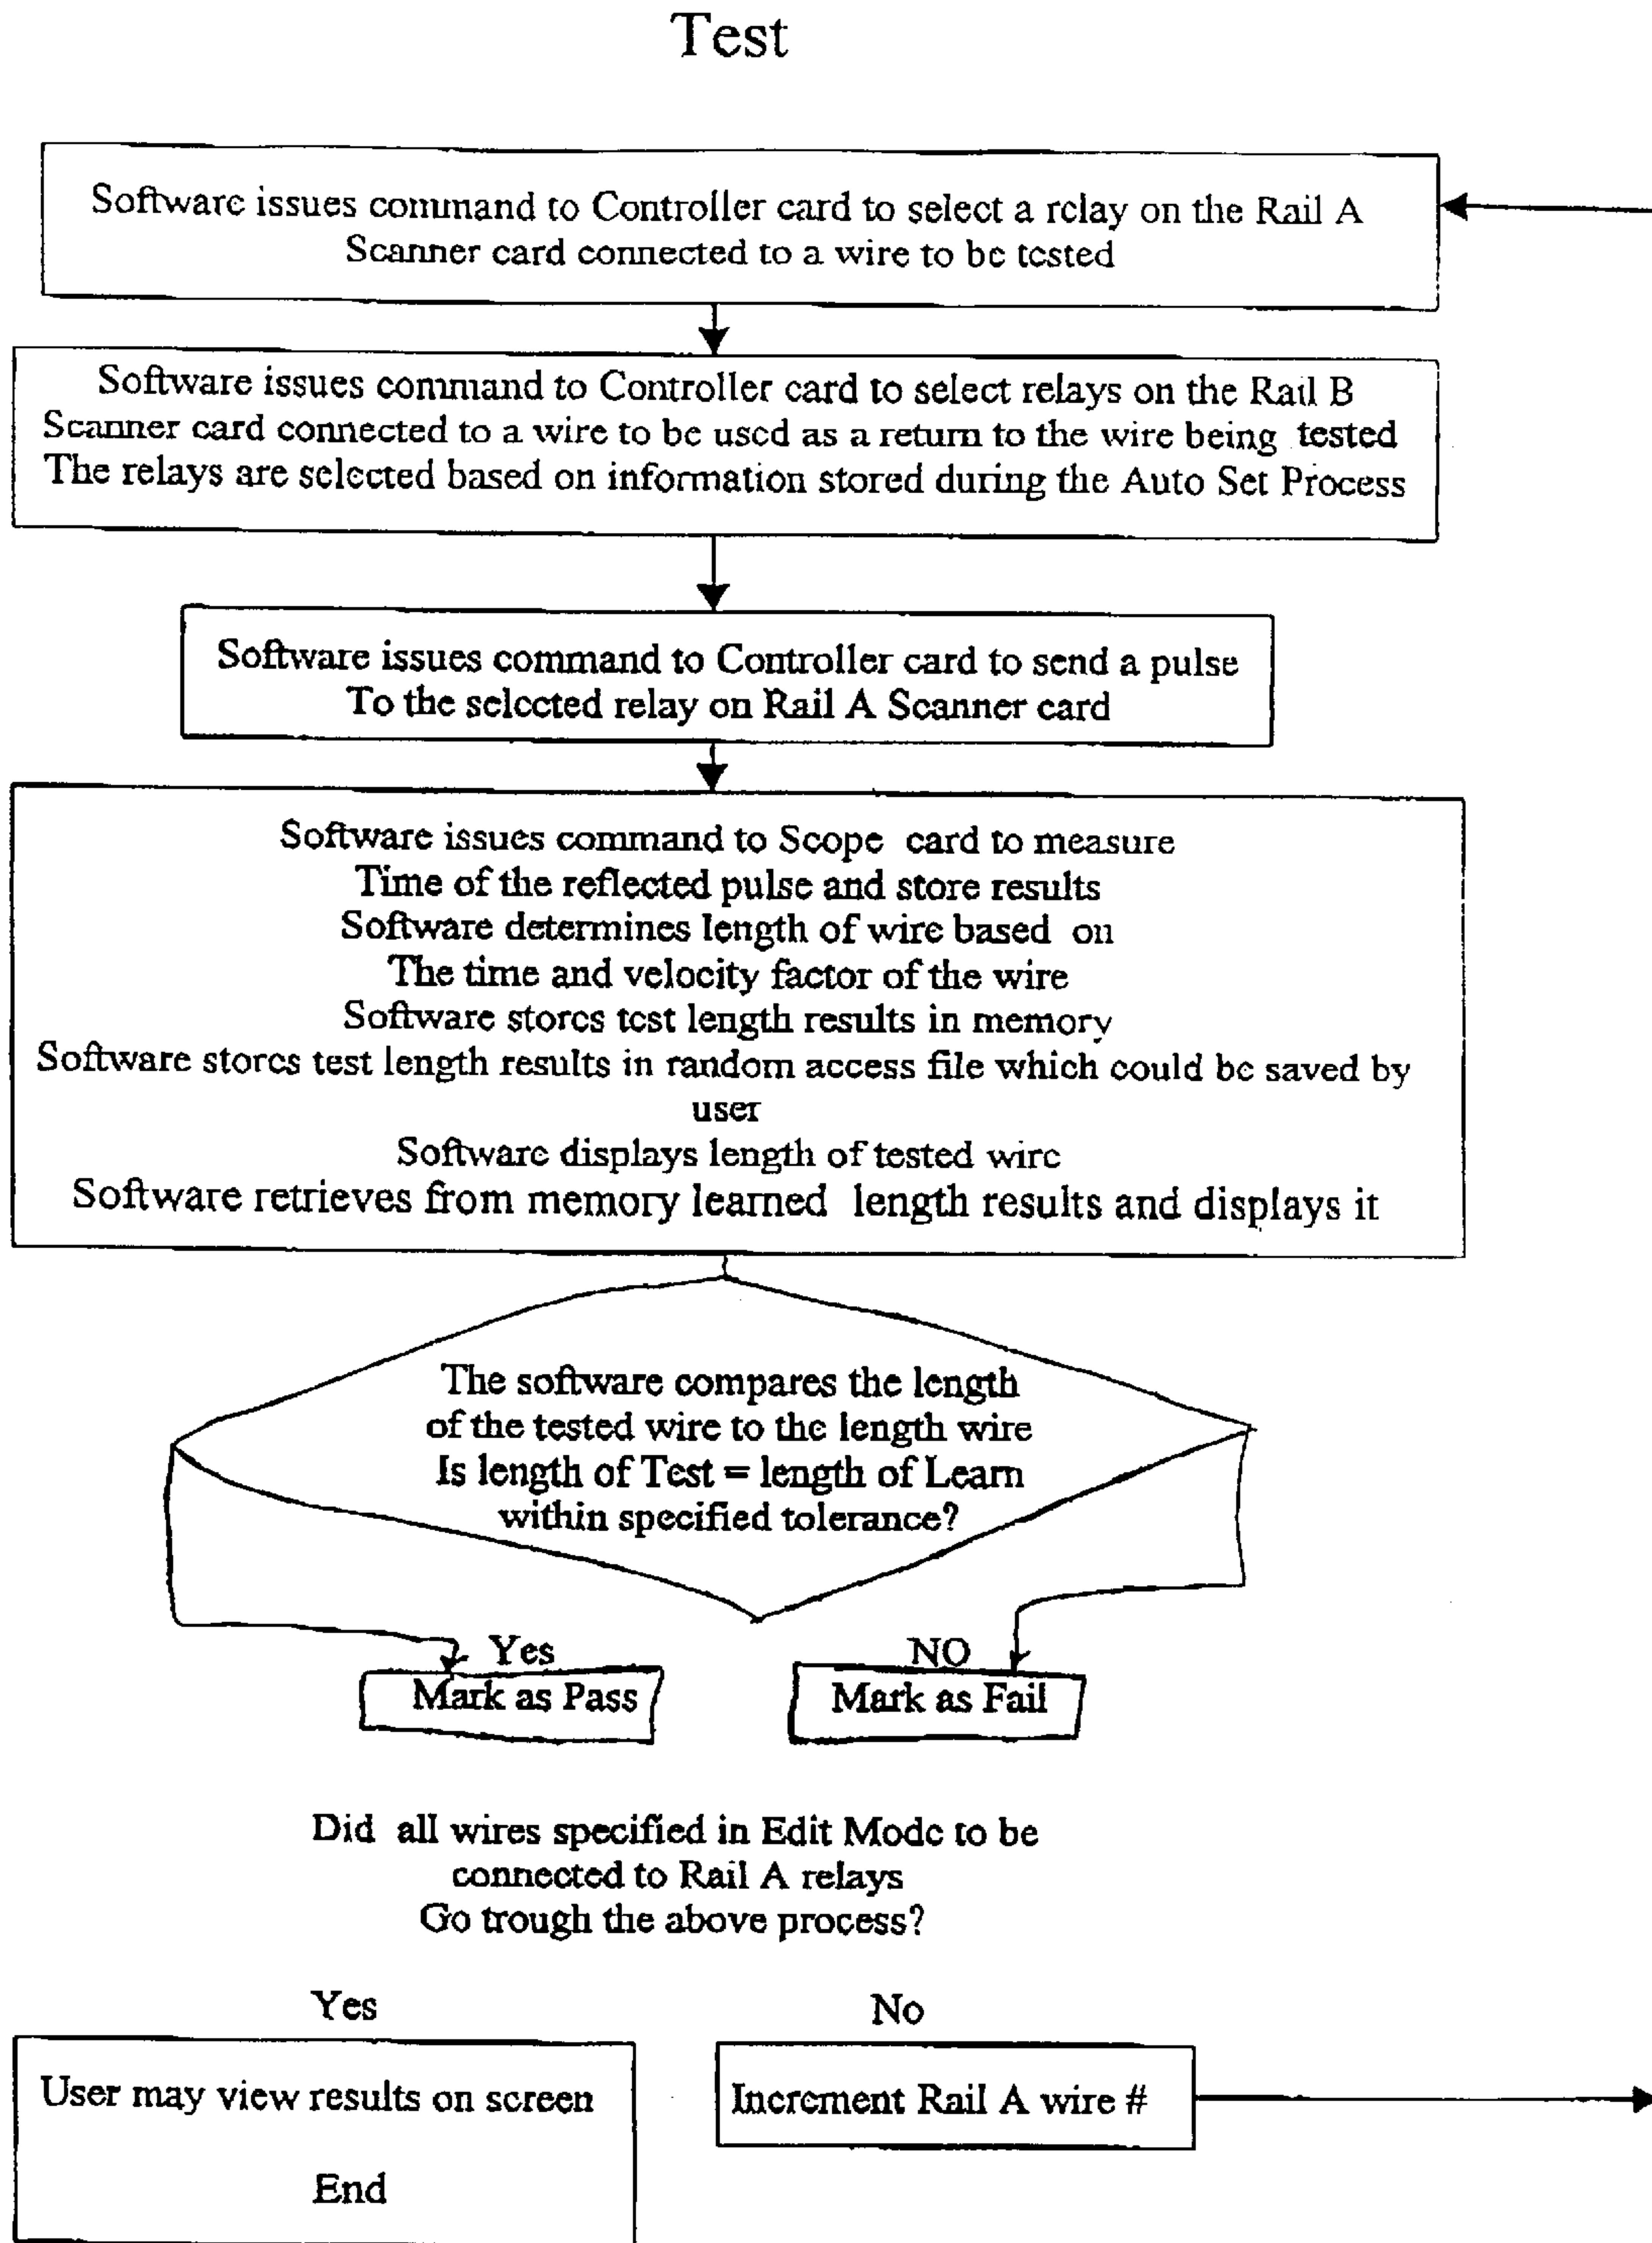 Test
Software issues command to Controller card to select a relay on the Rail A
Scanner card connected to a wire to be tested
Software issues command to Controller card to select relays on the Rail B
Scanner card connected to a wire to be used as a return to the wire being tested
The relays are selected based on information stored during the Auto Set Process
Software issues command to Controller card to send a pulse
To the selected relay on Rail A Scanner card
Software issues command to Scope card to measure
Time of the reflected pulse and store results
Software determines length of wire based on
The time and velocity factor of the wire
Software stores test length results in memory
Software stores test length results in random access file which could be saved by
user
Software displays length of tested wire
Software retrieves from memory learned length results and displays it
The software compares the length
of the tested wire to the length wire
Is length of Test = length of Learn
within specified tolerance?
Yes
NO
Mark as Pass
Mark as Fail
Did all wires specified in Edit Mode to be
connected to Rail A relays
Go trough the above process?
Yes
No
User may view results on screen
Increment Rail A wire #
End